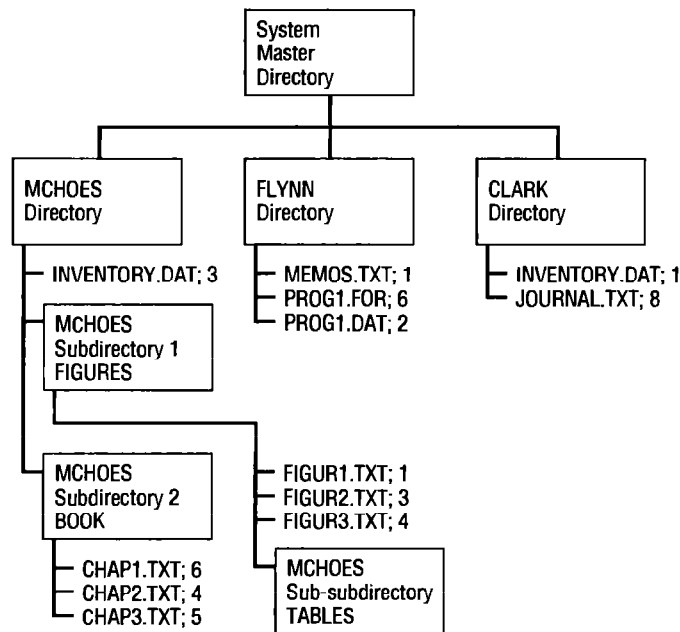 System
Master
Directory
MCHOES
Directory
FLYNN
Directory
CLARK
Directory
INVENTORY.DAT; 3
MEMOS.TXT; 1
PROG1.FOR; 6
PROG1.DAT; 2
INVENTORY.DAT; 1
JOURNAL.TXT; 8
MCHOES
Subdirectory 1
FIGURES
MCHOES
Subdirectory 2
BOOK
FIGUR1.TXT; 1
FIGUR2.TXT; 3
FIGUR3.TXT; 4
CHAP1.TXT; 6
CHAP2.TXT; 4
CHAP3.TXT; 5
MCHOES
Sub-subdirectory
TABLES